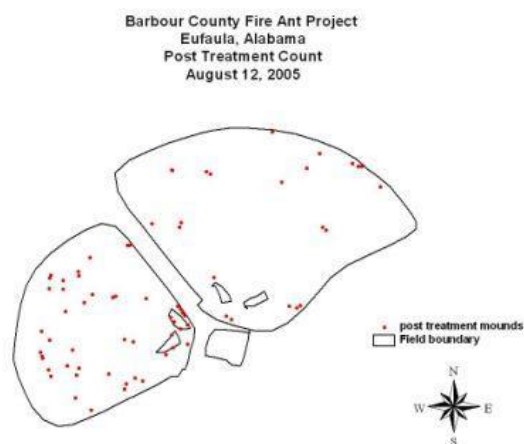 Barbour County Fire Ant Project
Eufaula, Alabama
Post Treatment Count
August 12, 2005
post treatment mounds
Field boundary
N
W E
S